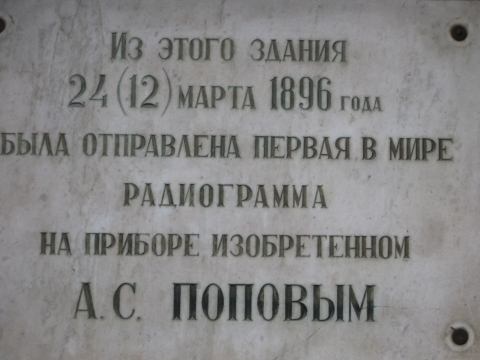 Из этого здания
24 (12) марта 1896 года
была отправлена первая в мире
радиограмма
на приборе изобретенном
А.С. Поповым